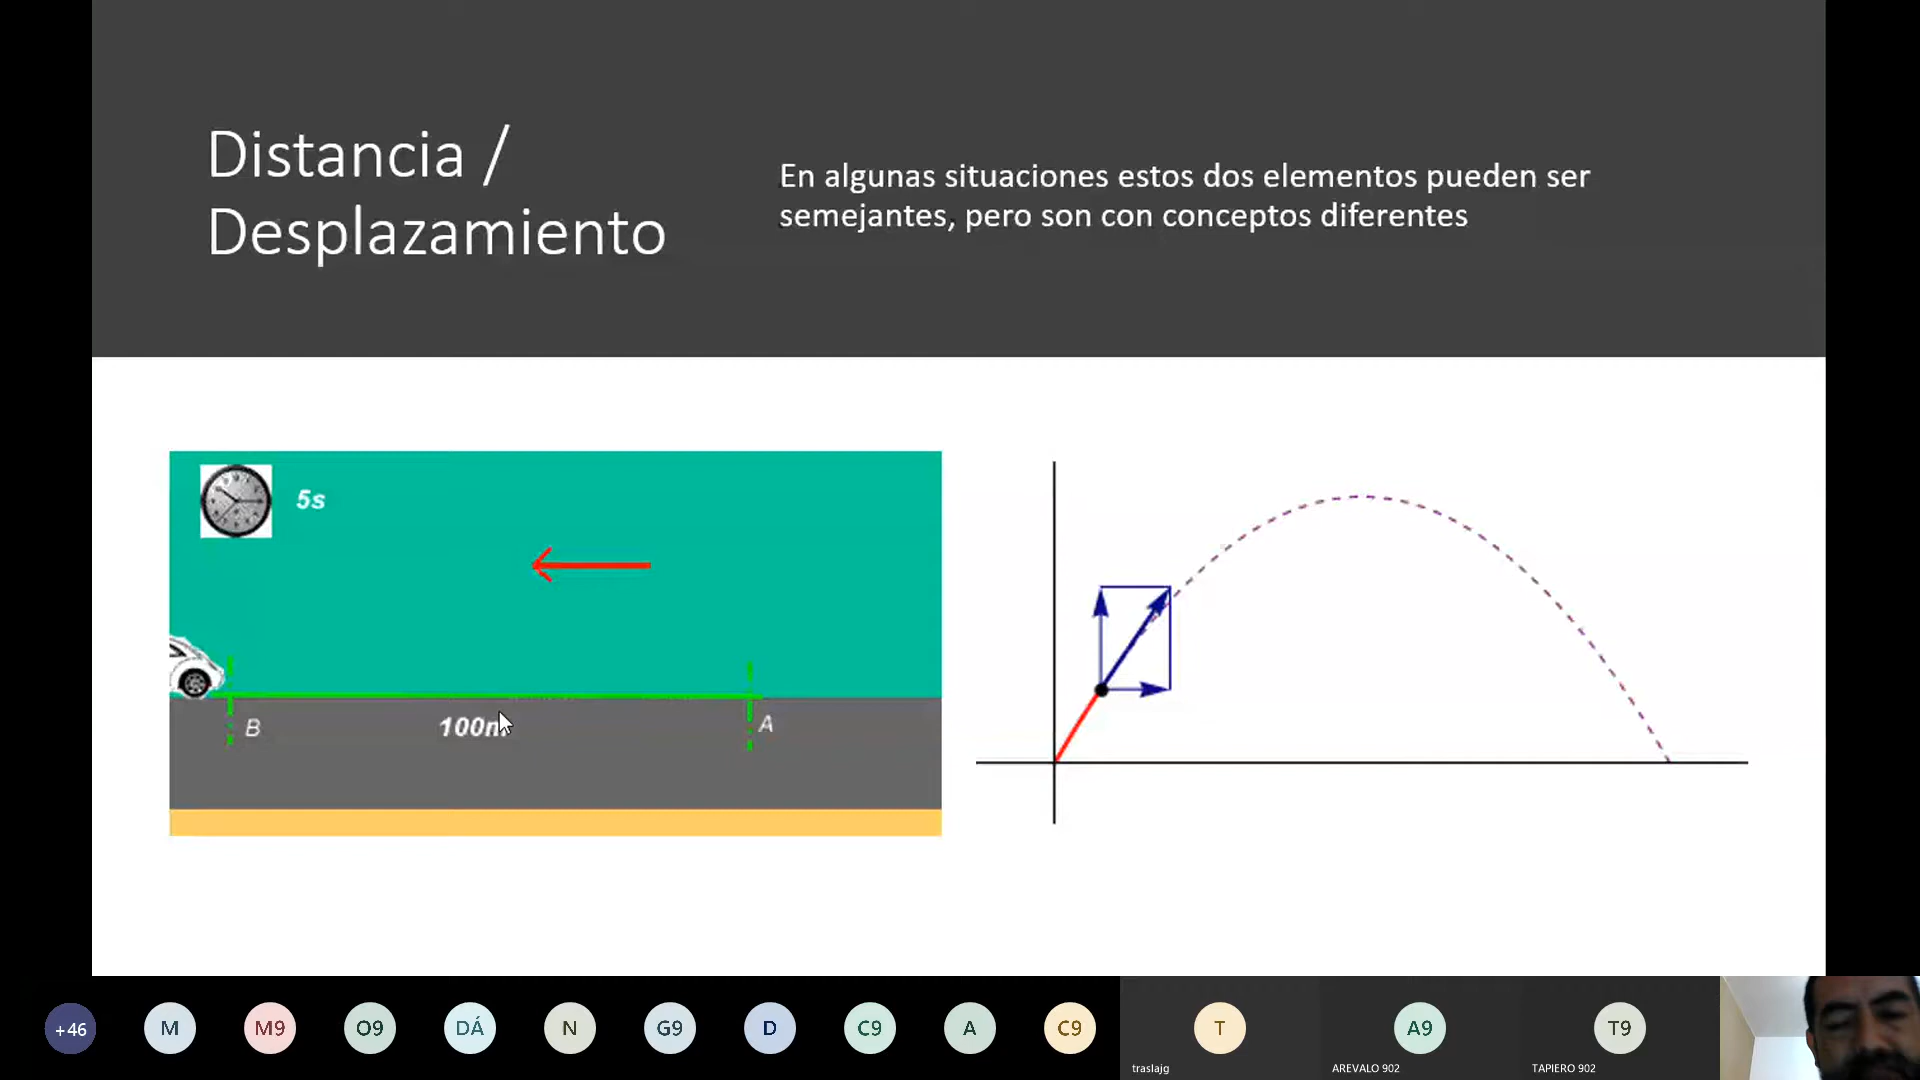 Distancia /
Desplazamiento
En algunas situaciones estos dos elementos pueden ser
semejantes, pero son con conceptos diferentes
5s
B
100m
A
+46
M
M9
O9
DÁ
N
G9
D
C9
A
C9
T
A9
T9
traslajg
AREVALO 902
TAPIERO 902